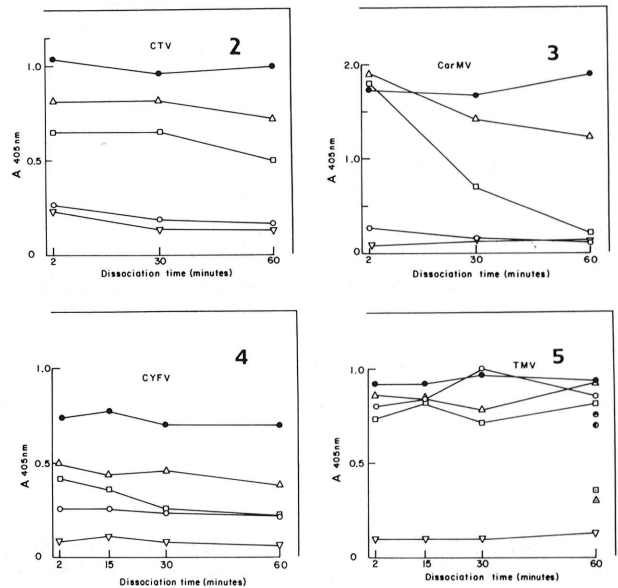 CTV 2
1.0
0.5
0
A 405nm
2 30 60
Dissociation time (minutes)
CarMV 3
2.0
1.0
0
A 405nm
2 30 60
Dissociation time (minutes)
CYFV 4
1.0
0.5
0
A 405nm
2 15 30 60
Dissociation time (minutes)
TMV 5
1.0
0.5
0
A 405nm
2 15 30 60
Dissociation time (minutes)